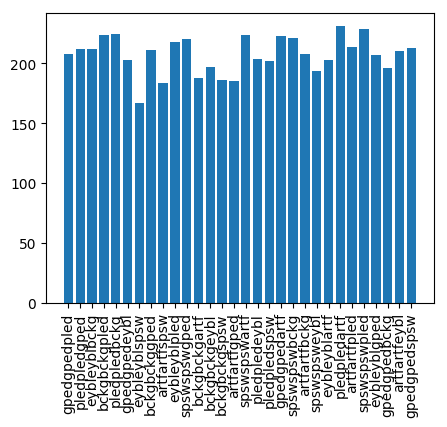 200
150
100
50
0
gpedgpedpled
pledpledgped
eybleyblbckg
bckgbckgpled
pledpledbckg
gpedgpedeybl
eybleyblspsw
bckgbckggped
artfartfspsw
eybleyblpled
spswspswgped
bckgbckgartf
bckgbckgeybl
bckgbckgspsw
artfartfgped
spswspswartf
pledpledeybl
pledpledspsw
gpedgpedartf
spswspswbckg
artfartfbckg
spswspsweybl
eybleyblartf
pledpledartf
artfartfpled
spswspswpled
eybleyblgped
gpedgpedbckg
artfartfeybl
gpedgpedspsw